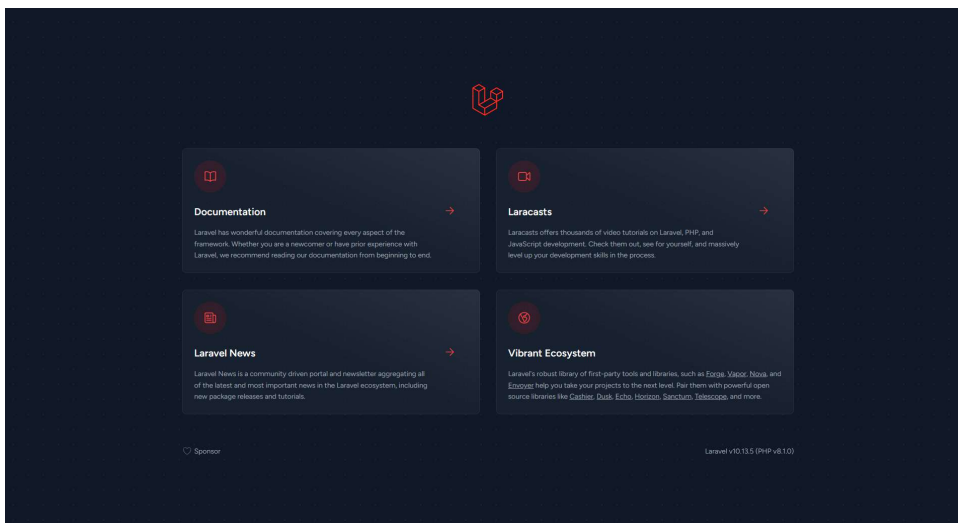 Documentation
Laravel has wonderful documentation covering every aspect of the
framework. Whether you are a newcomer or have prior experience with
Laravel, we recommend reading our documentation from beginning to end.
Laracasts
Laracasts offers thousands of video tutorials on Laravel, PHP, and
JavaScript development. Check them out, see for yourself, and massively
level up your development skills in the process.
Laravel News
Laravel News is a community driven portal and newsletter aggregating all
of the latest and most important news in the Laravel ecosystem, including
new package releases and tutorials.
Vibrant Ecosystem
Laravel's robust library of first-party tools and libraries, such as Forge, Vapor, Nova, and
Envoyer help you take your projects to the next level. Pair them with powerful open
source libraries like Cashier, Dusk, Echo, Horizon, Sanctum, Telescope, and more.
Sponsor
Laravel v10.13.5 (PHP v8.1.0)